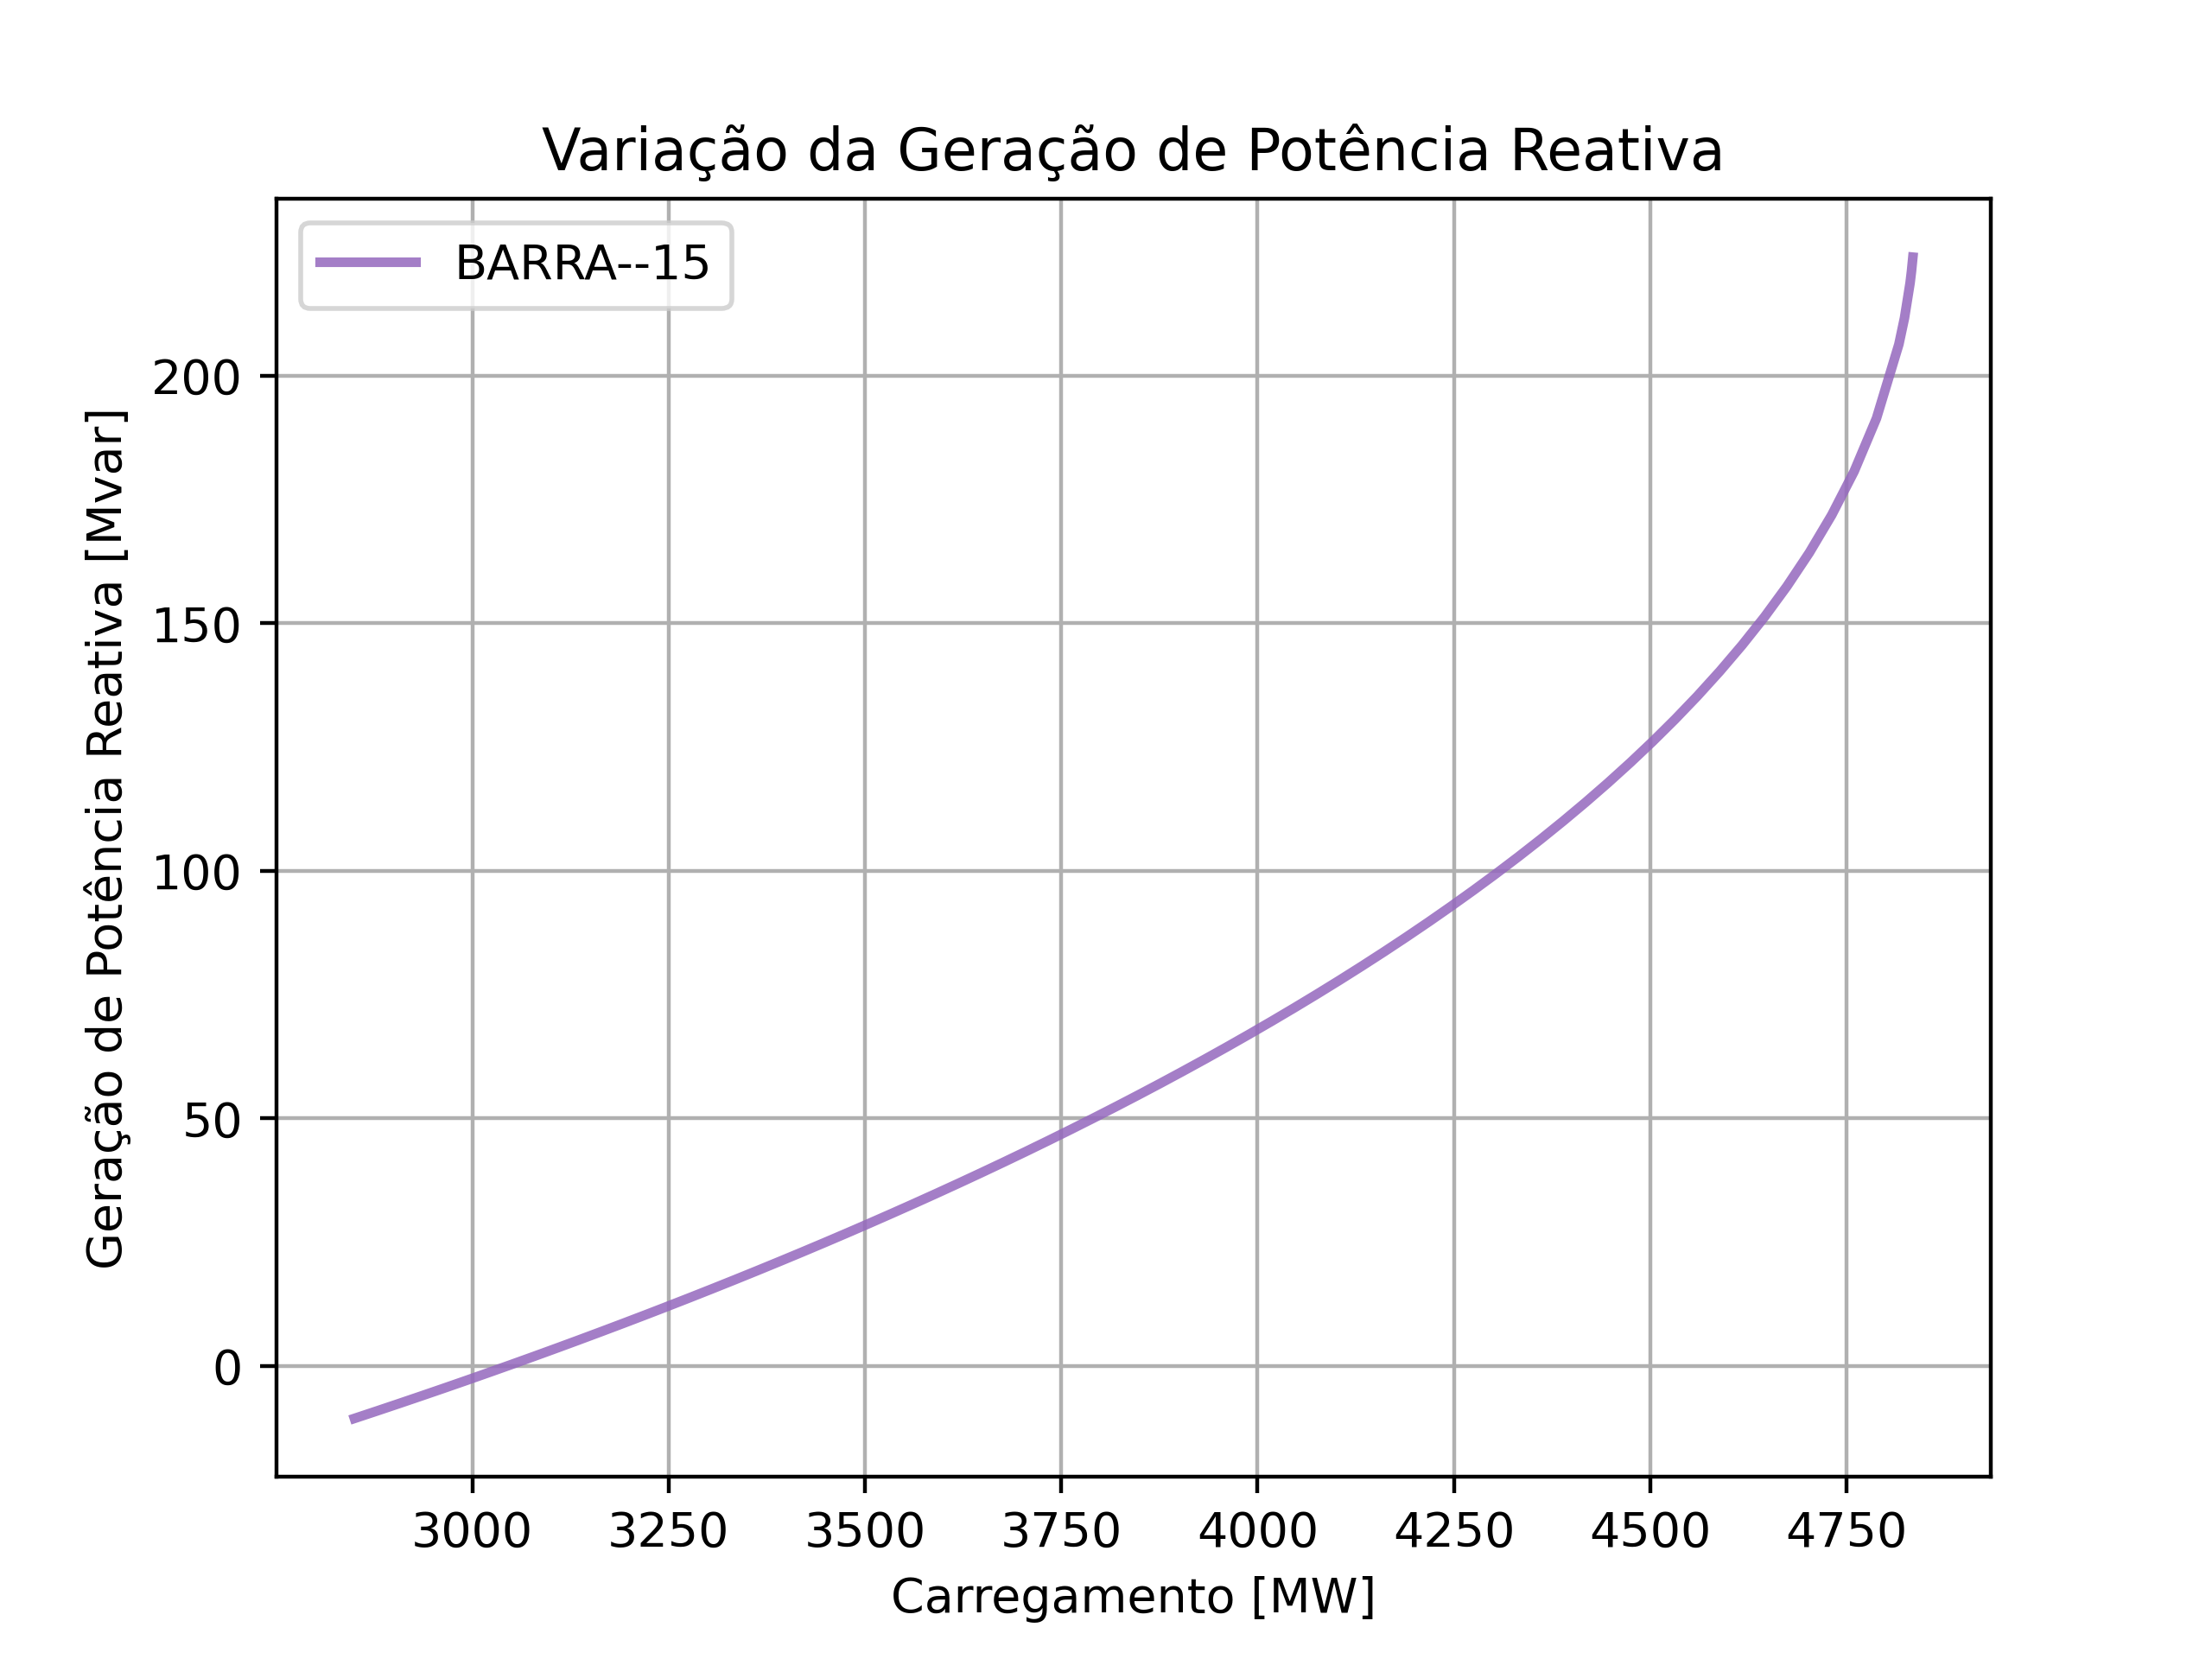 Variação da Geração de Potência Reativa
BARRA--15
Geração de Potência Reativa [Mvar]
200
150
100
50
0
3000 3250 3500 3750 4000 4250 4500 4750
Carregamento [MW]